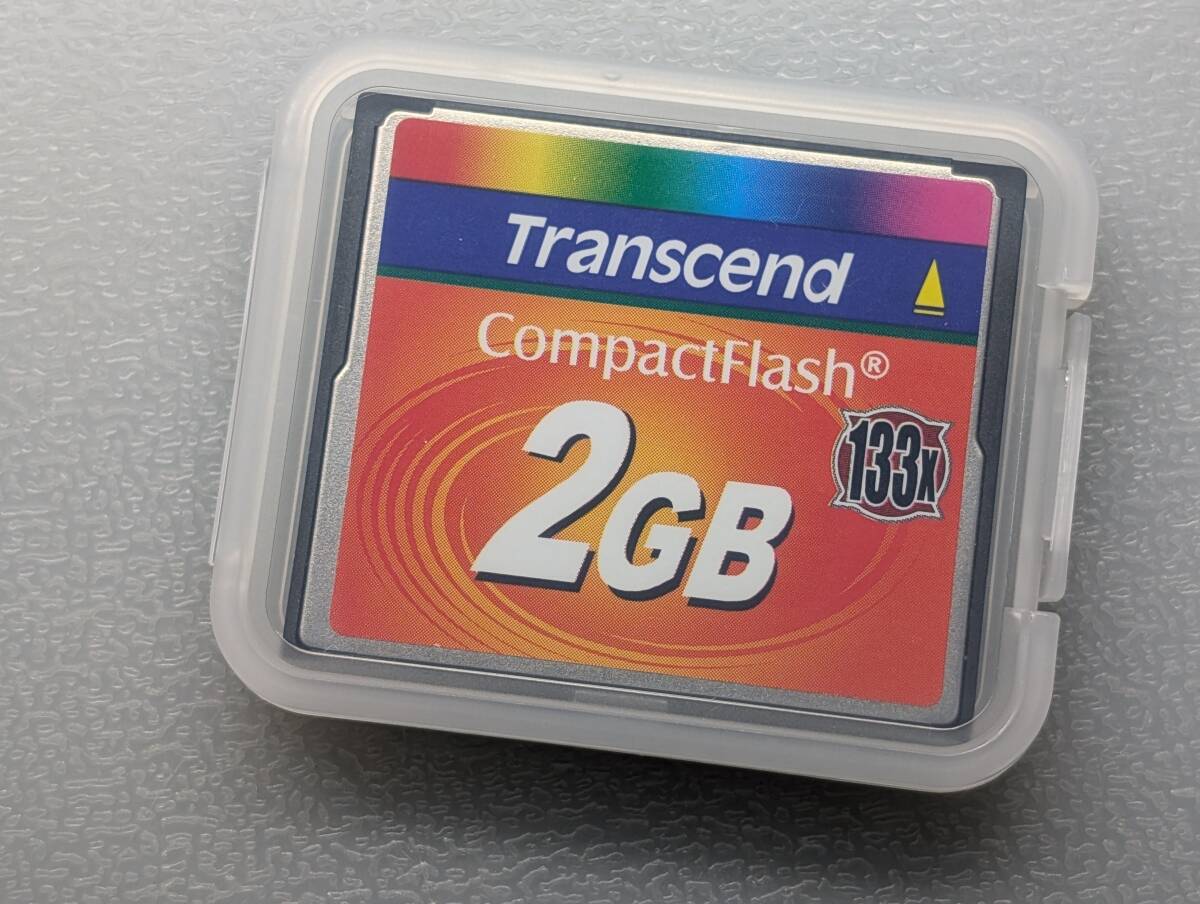 Transcend
CompactFlash®
133x
2GB